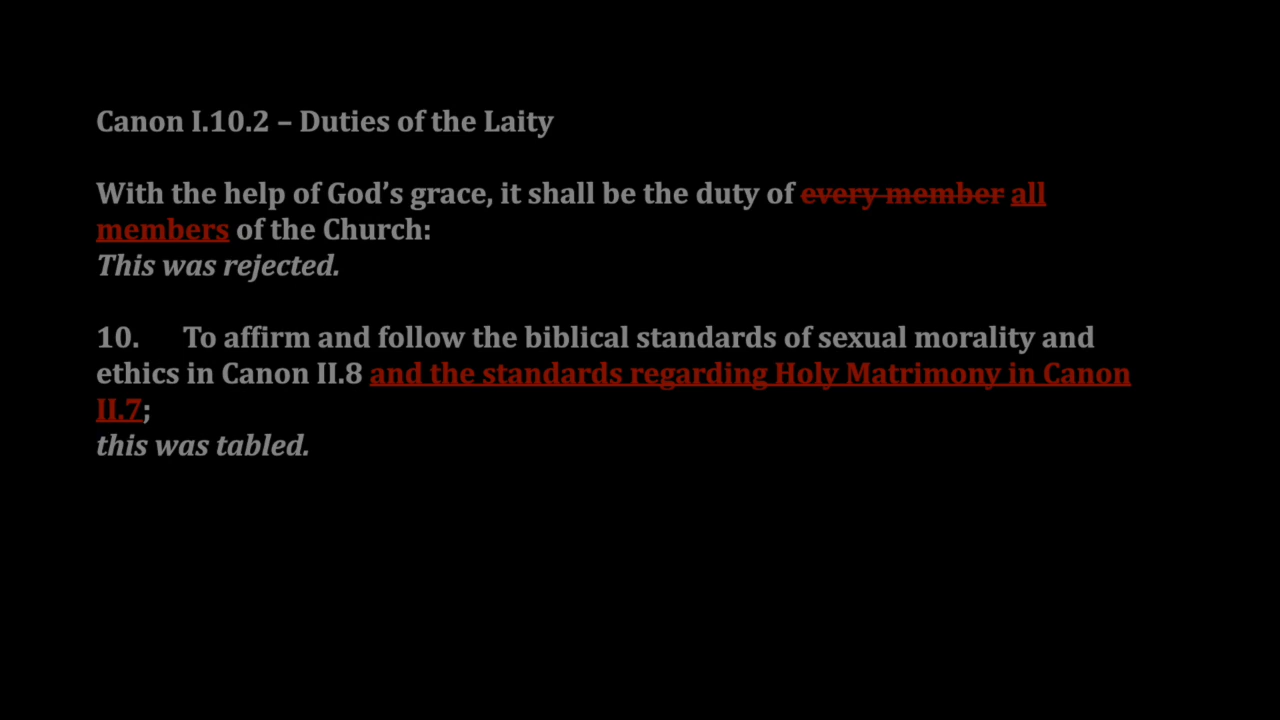 Canon I.10.2 – Duties of the Laity
With the help of God’s grace, it shall be the duty of every member all
members of the Church:
This was rejected.
10. To affirm and follow the biblical standards of sexual morality and
ethics in Canon II.8 and the standards regarding Holy Matrimony in Canon
II.7;
this was tabled.